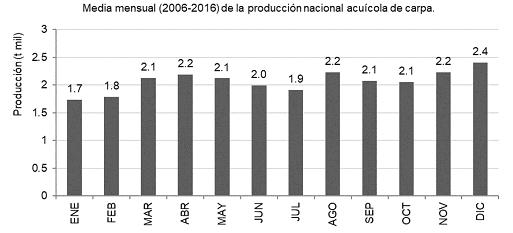 Media mensual (2006-2016) de la producción nacional acuícola de carpa.
Producción (t mil)
3
2.5
2
1.5
1
0.5
0
1.7
1.8
2.1
2.2
2.1
2.0
1.9
2.2
2.1
2.1
2.2
2.4
ENE
FEB
MAR
ABR
MAY
JUN
JUL
AGO
SEP
OCT
NOV
DIC